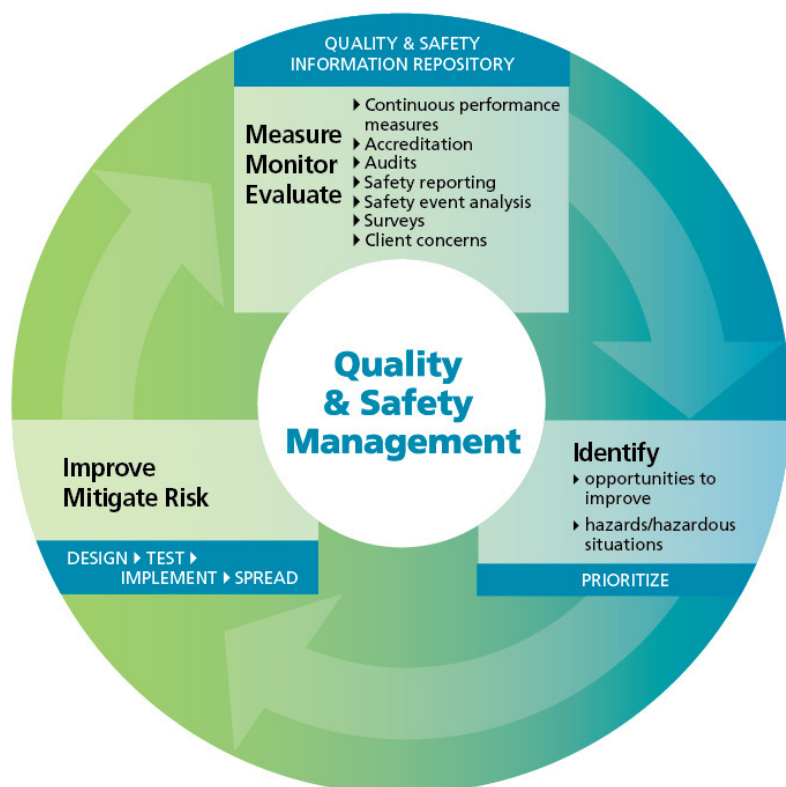 QUALITY & SAFETY
INFORMATION REPOSITORY
Measure
Monitor
Evaluate
Continuous performance
measures
Accreditation
Audits
Safety reporting
Safety event analysis
Surveys
Client concerns
Quality
& Safety
Management
Identify
opportunities to
improve
hazards/hazardous
situations
PRIORITIZE
Improve
Mitigate Risk
DESIGN ▸ TEST ▸
IMPLEMENT ▸ SPREAD